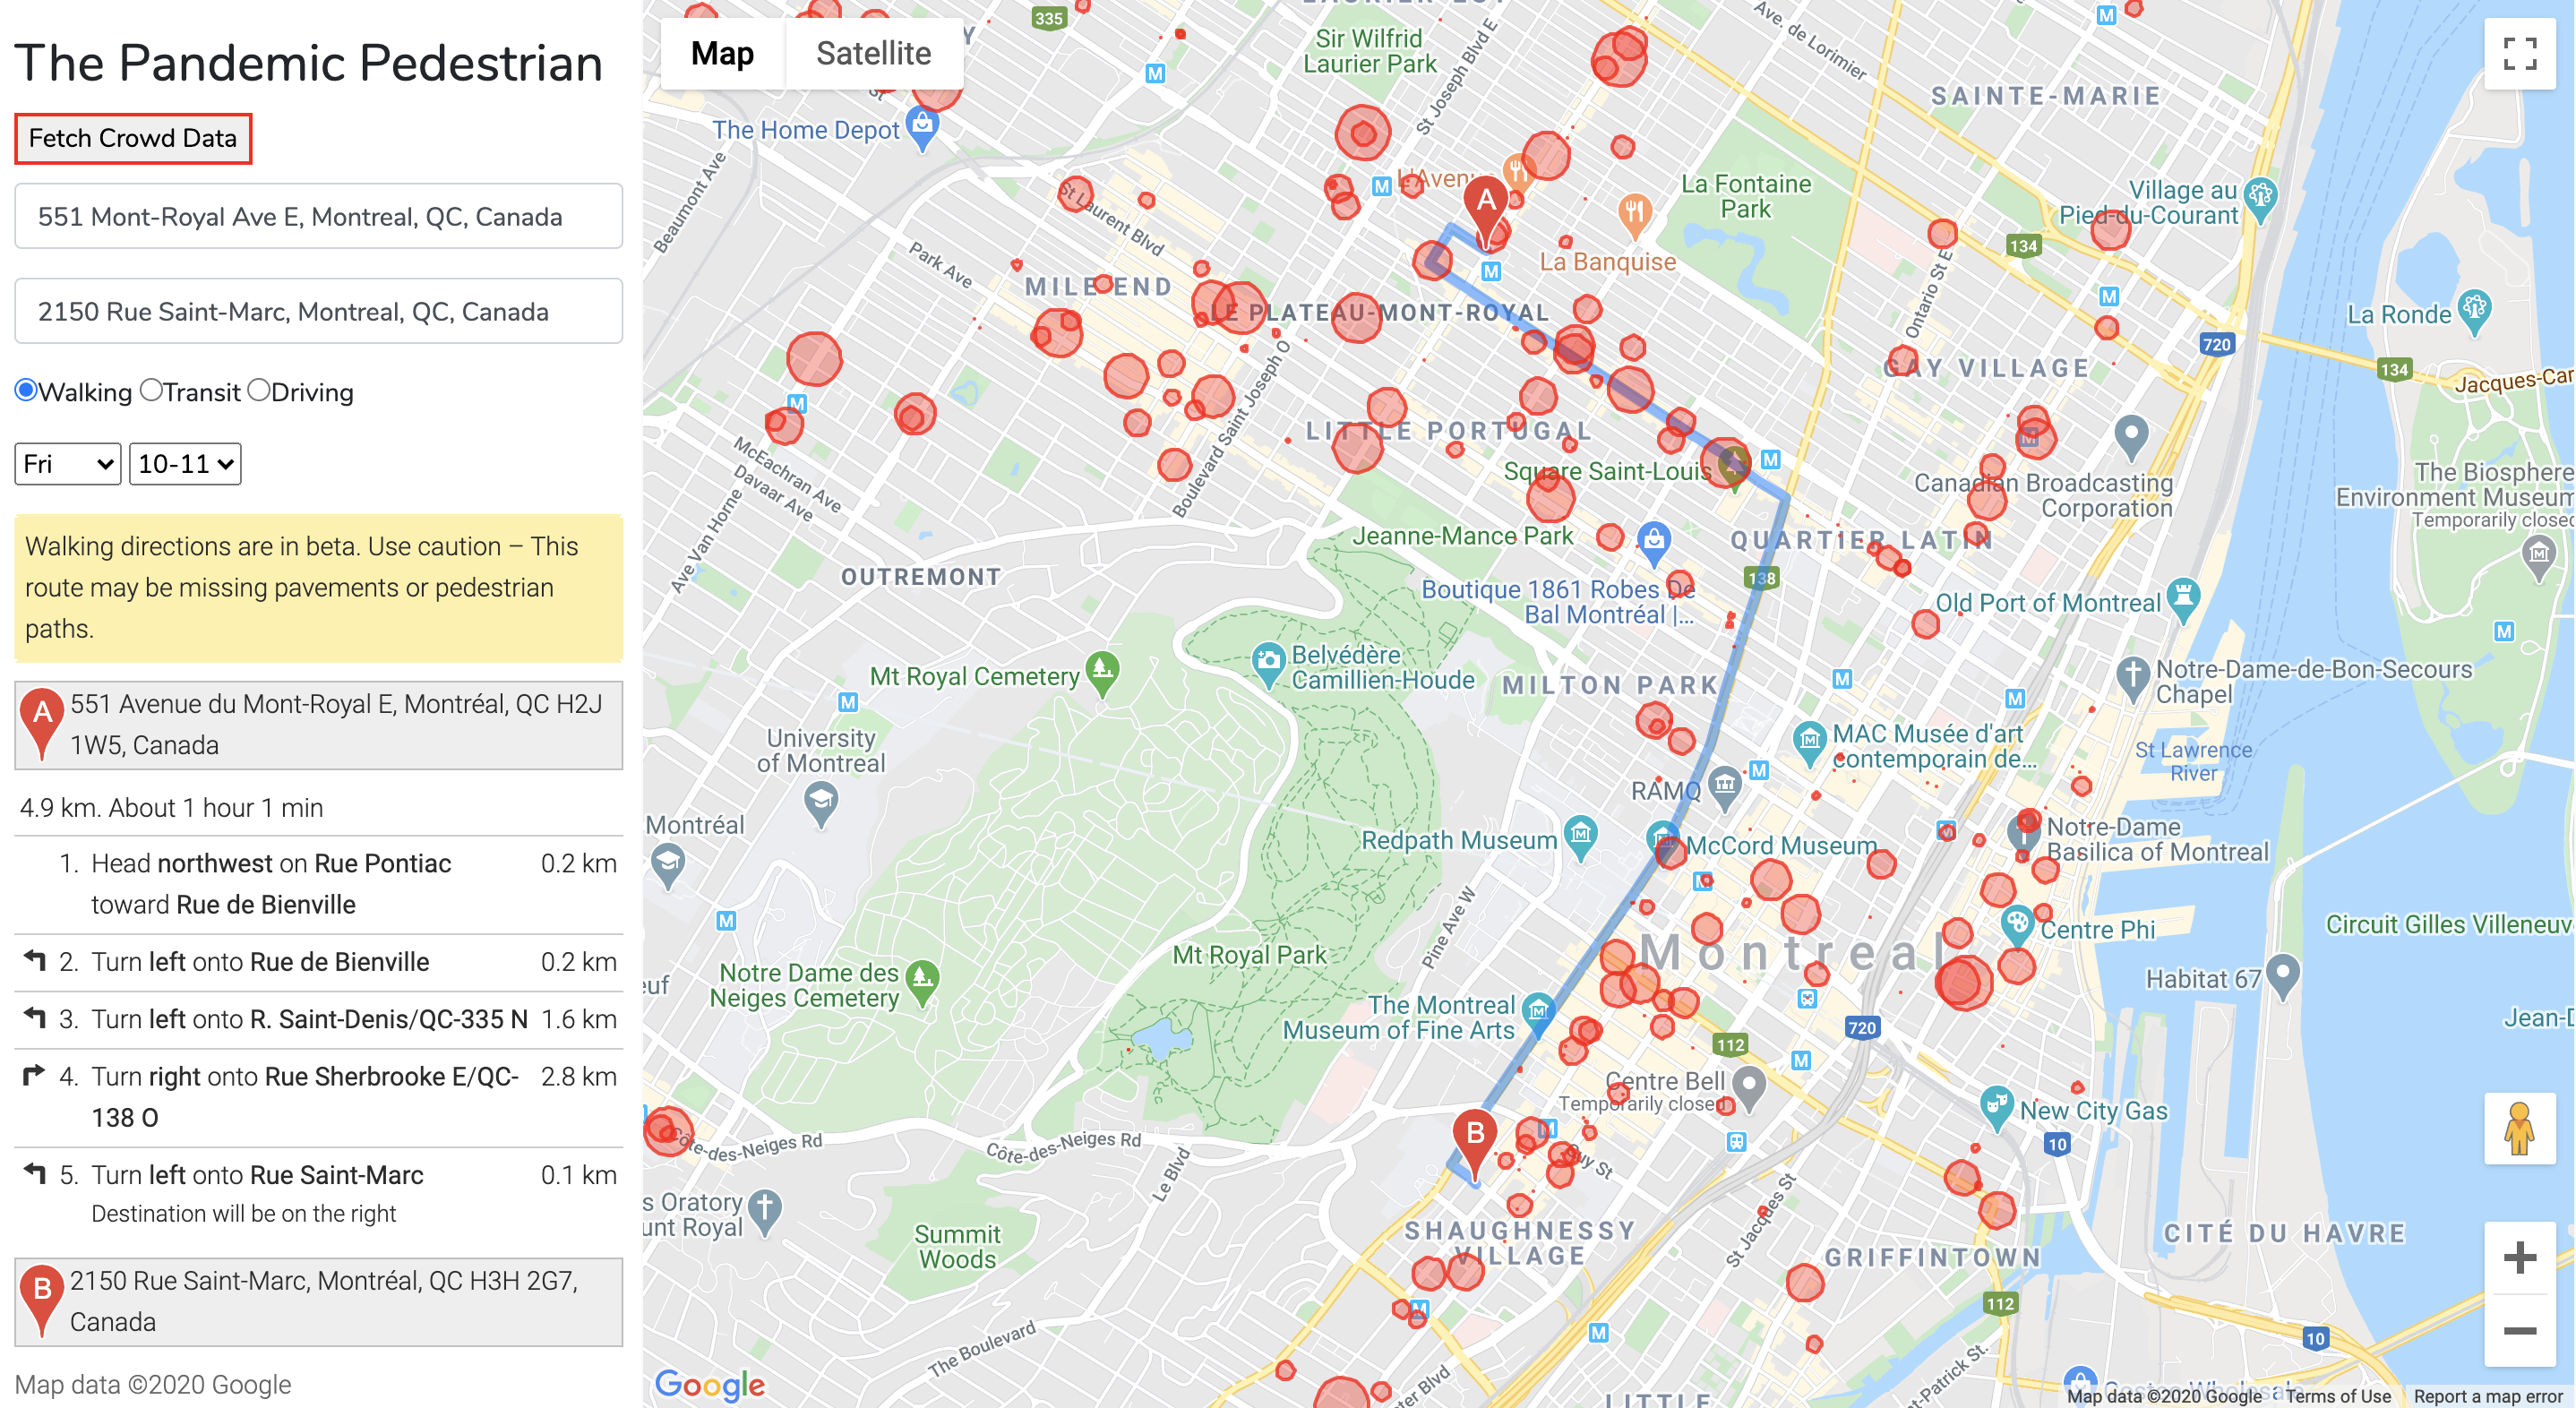 The Pandemic Pedestrian
Fetch Crowd Data
551 Mont-Royal Ave E, Montreal, QC, Canada
2150 Rue Saint-Marc, Montreal, QC, Canada
Walking Transit Driving
Fri 10-11
Walking directions are in beta. Use caution – This
route may be missing pavements or pedestrian
paths.
A
551 Avenue du Mont-Royal E, Montréal, QC H2J
1W5, Canada
4.9 km. About 1 hour 1 min
1. Head northwest on Rue Pontiac 0.2 km
toward Rue de Bienville
2. Turn left onto Rue de Bienville 0.2 km
3. Turn left onto R. Saint-Denis/QC-335 N 1.6 km
4. Turn right onto Rue Sherbrooke E/QC- 2.8 km
138 O
5. Turn left onto Rue Saint-Marc 0.1 km
Destination will be on the right
B
2150 Rue Saint-Marc, Montréal, QC H3H 2G7,
Canada
Map data ©2020 Google
Map Satellite
335
Sir Wilfrid
Laurier Park
St Joseph Blvd E
Ave. de Lorimier
SAINTE-MARIE
The Home Depot
Beaumont Ave
St Laurent Blvd
Park Ave
L'Avenue
A
La Fontaine
Park
La Banquise
Village au
Pied-du-Courant
134
Ontario St E
La Ronde
720
134
Jacques-Car
MILE END
LE PLATEAU-MONT-ROYAL
GAY VILLAGE
LITTLE PORTUGAL
Boulevard Saint Joseph O
McEachran Ave
Davaar Ave
Ave Van Horne
Square Saint-Louis
Canadian Broadcasting
Corporation
The Biosphere
Environment Museum
Temporarily closed
Jeanne-Mance Park
QUARTIER LATIN
OUTREMONT
138
Boutique 1861 Robes De
Bal Montréal |...
Old Port of Montreal
Mt Royal Cemetery
Belvédère
Camillien-Houde
MILTON PARK
Notre-Dame-de-Bon-Secours
Chapel
University
of Montreal
MAC Musée d'art
contemporain de...
St Lawrence
River
RAMQ
Montréal
Redpath Museum
McCord Museum
Notre-Dame
Basilica of Montreal
Pine Ave W
Mt Royal Park
Montreal
Centre Phi
Circuit Gilles Villeneuv
Notre Dame des
Neiges Cemetery
euf
Habitat 67
The Montreal
Museum of Fine Arts
Jean-D
720
112
Centre Bell
Temporarily closed
New City Gas
10
B
Côte-des-Neiges Rd
Côte-des-Neiges Rd
Le Blvd
Guy St
s Oratory
unt Royal
Summit
Woods
SHAUGHNESSY
VILLAGE
St Jacques St
GRIFFINTOWN
CITÉ DU HAVRE
112
10
The Boulevard
Google
LITTLE
Map data ©2020 Google Terms of Use Report a map error